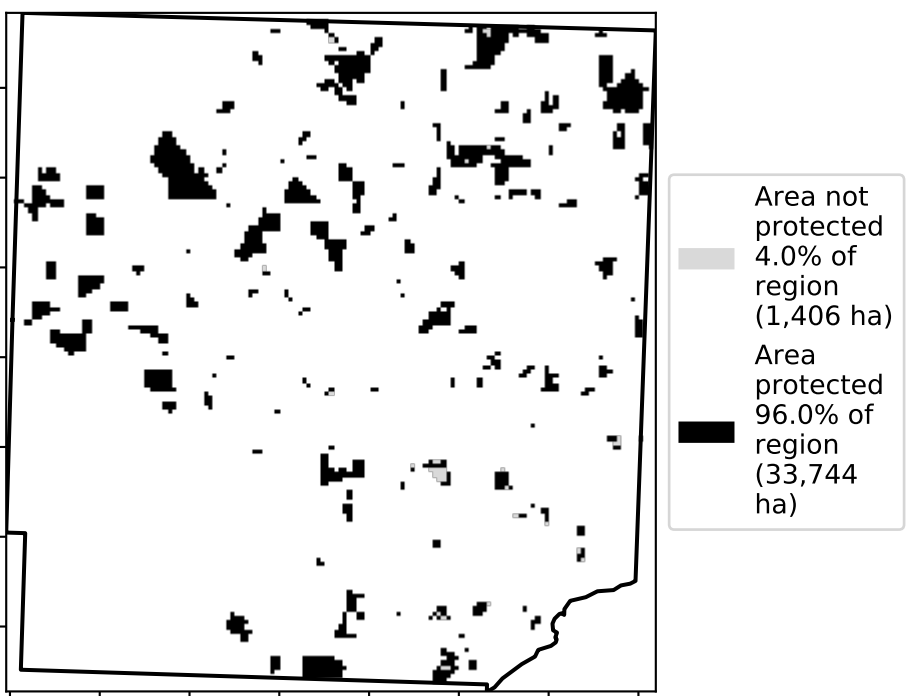 Area not
protected
4.0% of
region
(1,406 ha)
Area
protected
96.0% of
region
(33,744
ha)